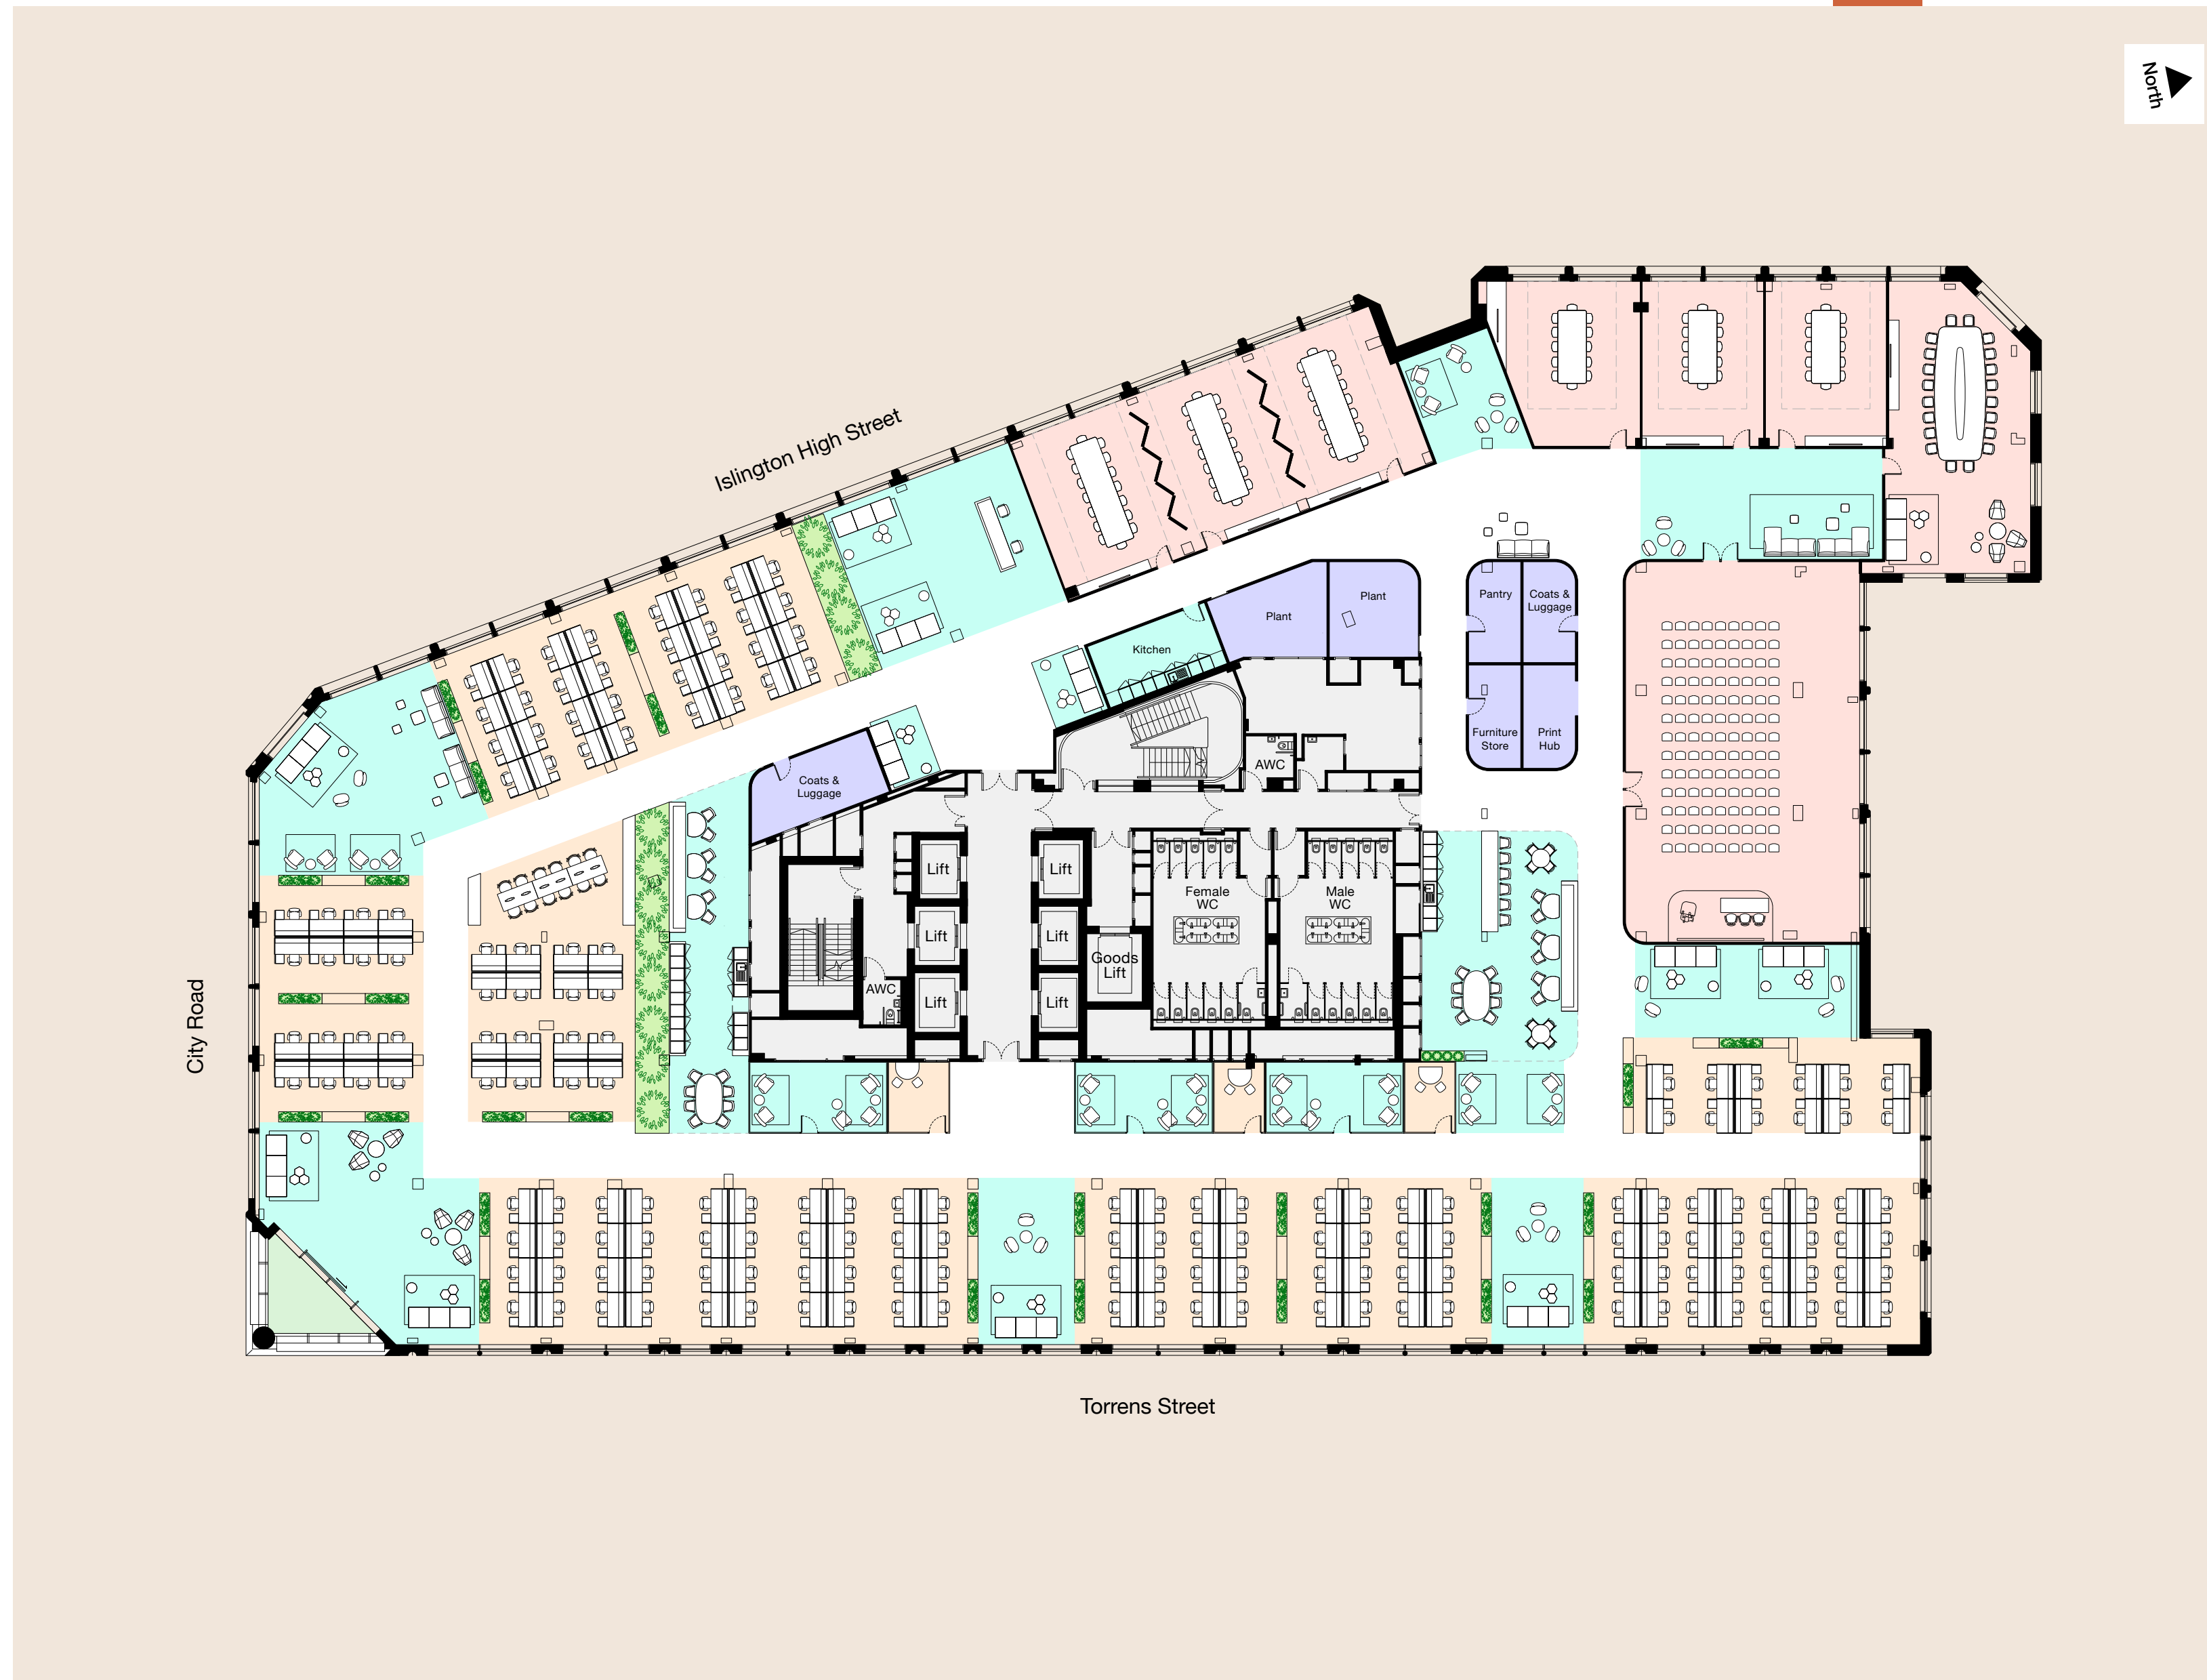 North
Islington High Street
Pantry
Coats &
Luggage
Plant
Plant
Kitchen
Furniture
Store
Print
Hub
AWC
Coats &
Luggage
Lift
Lift
Female
WC
Male
WC
Lift
Lift
Goods
Lift
AWC
Lift
Lift
City Road
Torrens Street